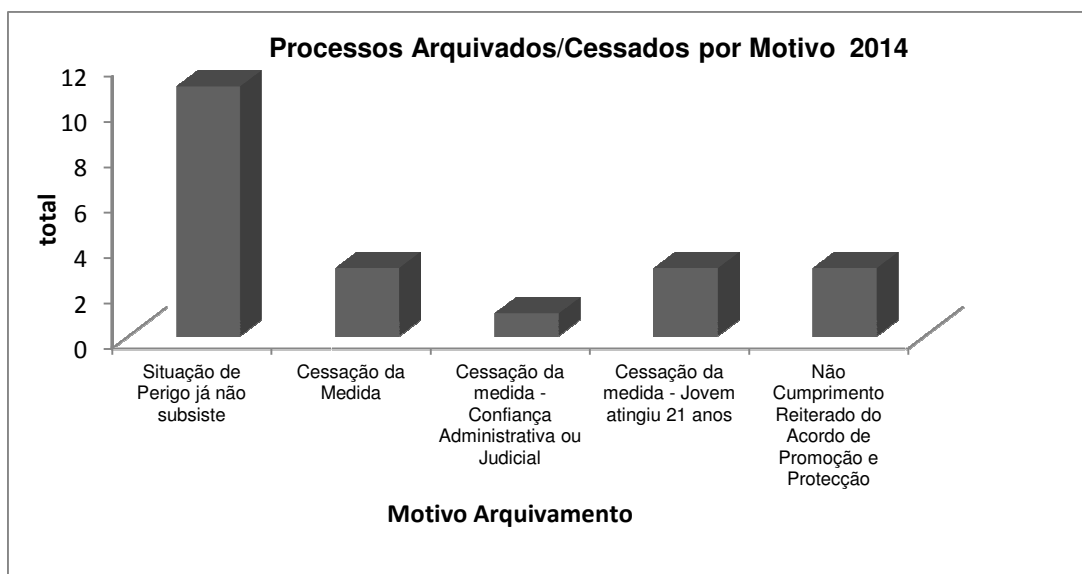 Processos Arquivados/Cessados por Motivo 2014
total
12
10
8
6
4
2
0
Situação de
Perigo já não
subsiste
Cessação da
Medida
Cessação da
medida -
Confiança
Administrativa ou
Judicial
Cessação da
medida - Jovem
atingiu 21 anos
Não
Cumprimento
Reiterado do
Acordo de
Promoção e
Protecção
Motivo Arquivamento